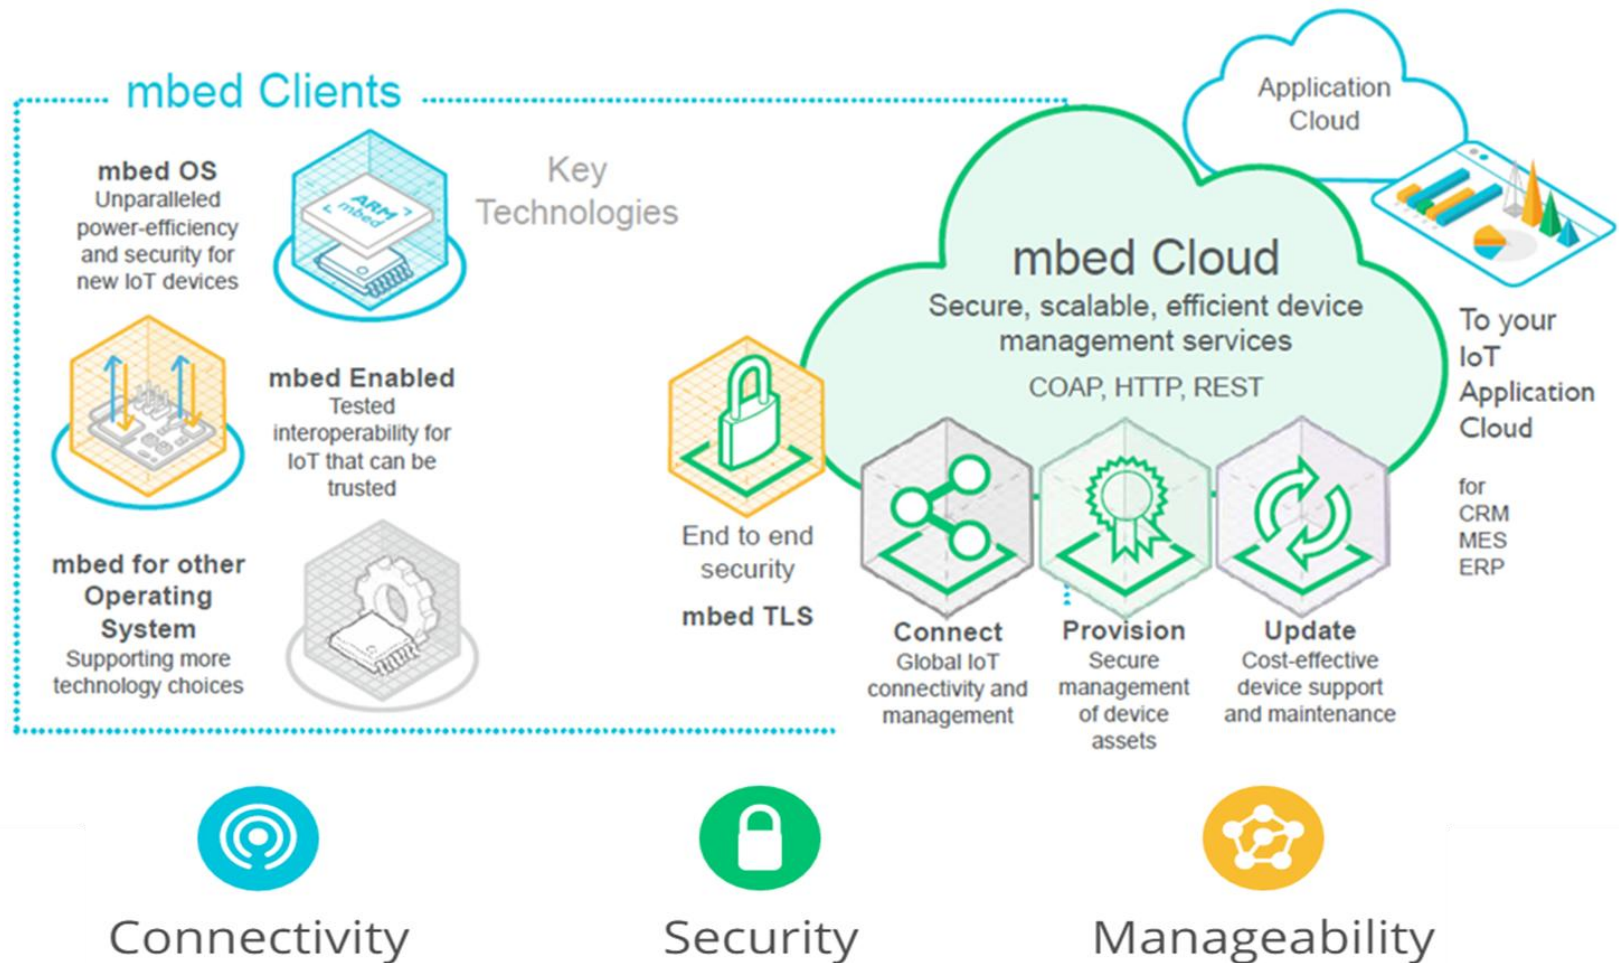 mbed Clients
mbed OS
Unparalleled
power-efficiency
and security for
new IoT devices
ARM
mbed
Key
Technologies
mbed Enabled
Tested
interoperability for
IoT that can be
trusted
mbed for other
Operating
System
Supporting more
technology choices
End to end
security
mbed TLS
Application
Cloud
mbed Cloud
Secure, scalable, efficient device
management services
COAP, HTTP, REST
Connect
Global IoT
connectivity and
management
Provision
Secure
management
of device
assets
Update
Cost-effective
device support
and maintenance
To your
IoT
Application
Cloud
for
CRM
MES
ERP
Connectivity
Security
Manageability